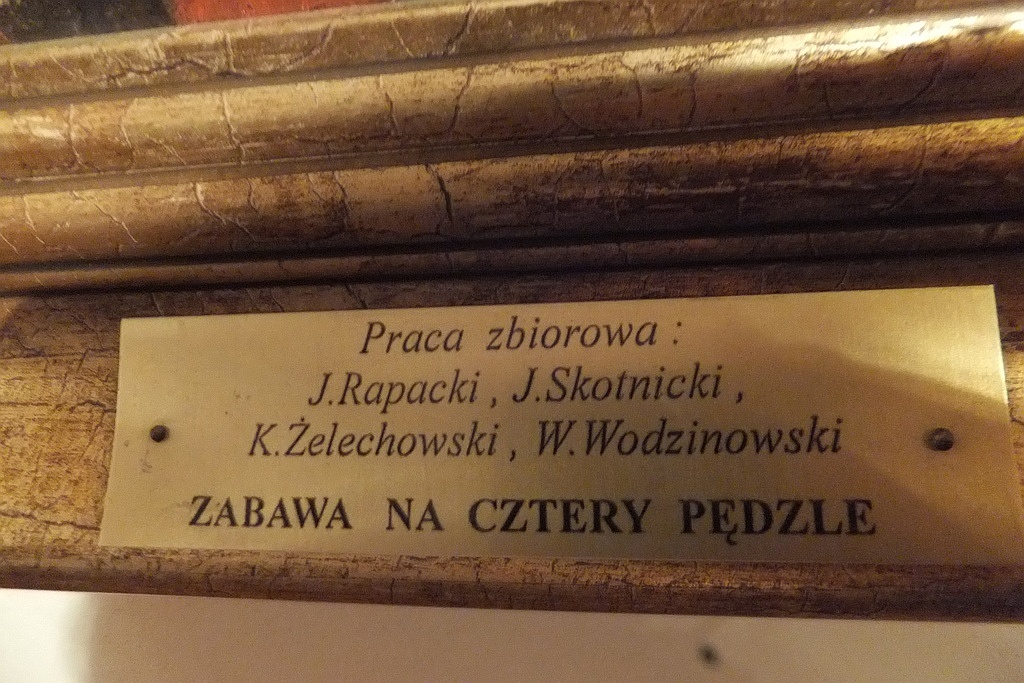 Praca zbiorowa :
J.Rapacki , J.Skotnicki ,
K.Żelechowski , W.Wodzinowski
ZABAWA NA CZTERY PĘDZLE